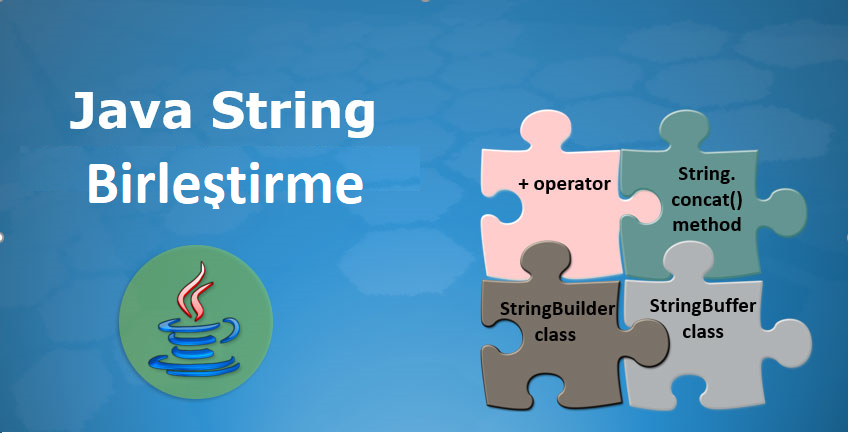 Java String
Birleştirme
+ operator
String.
concat()
method
StringBuilder
class
StringBuffer
class